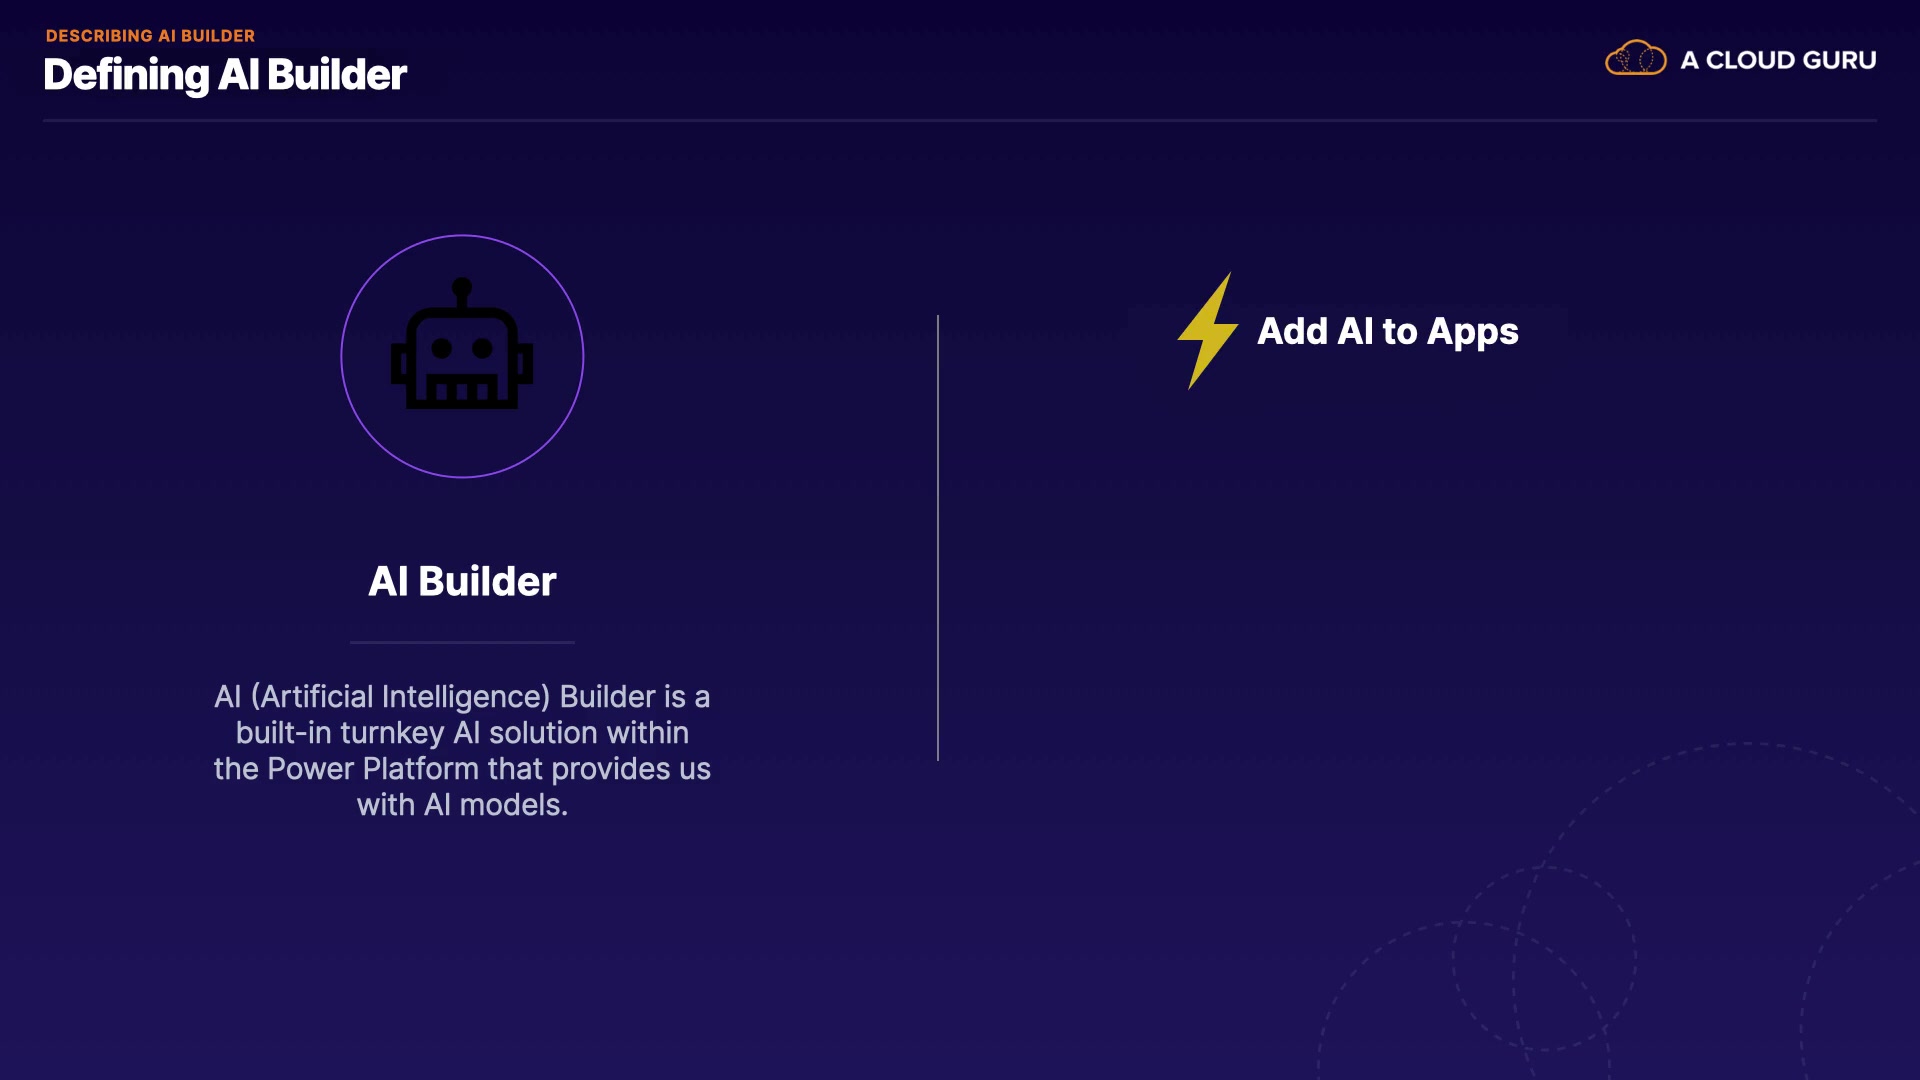 DESCRIBING AI BUILDER
Defining AI Builder
A CLOUD GURU
AI Builder
AI (Artificial Intelligence) Builder is a
built-in turnkey AI solution within
the Power Platform that provides us
with AI models.
Add AI to Apps